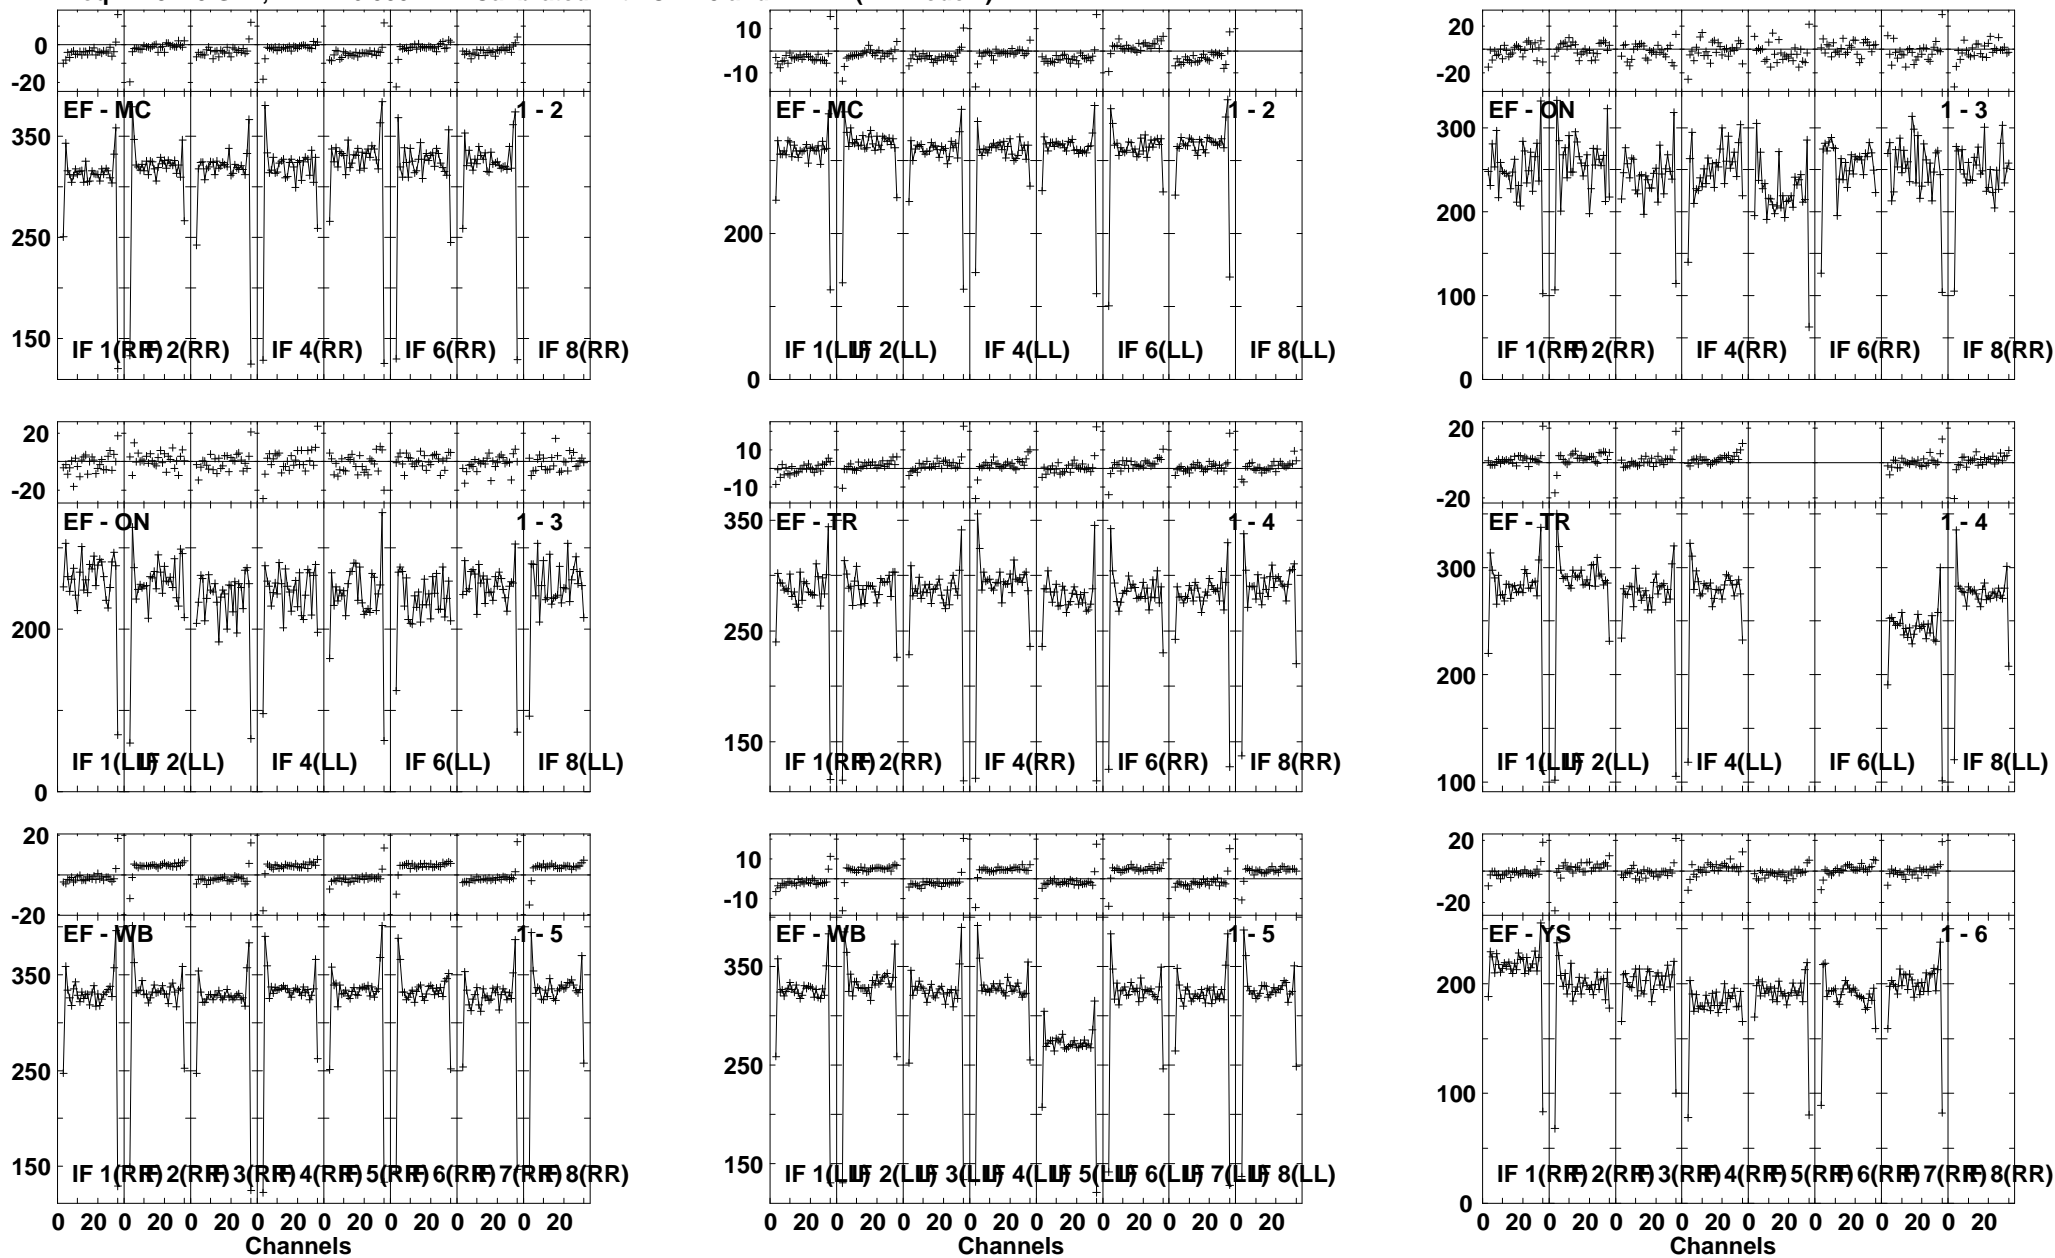 0
-20
EF - MC
1 - 2
350
250
150
IF 1(RR) IF 2(RR) IF 4(RR) IF 6(RR) IF 8(RR)
10
-10
EF - MC
1 - 2
200
0
IF 1(LL) IF 2(LL) IF 4(LL) IF 6(LL) IF 8(LL)
20
-20
EF - ON
1 - 3
300
200
100
0
IF 1(RR) IF 2(RR) IF 4(RR) IF 6(RR) IF 8(RR)
20
-20
EF - ON
1 - 3
200
0
IF 1(LL) IF 2(LL) IF 4(LL) IF 6(LL) IF 8(LL)
10
-10
EF - TR
1 - 4
350
250
150
IF 1(RR) IF 2(RR) IF 4(RR) IF 6(RR) IF 8(RR)
20
-20
EF - TR
1 - 4
300
200
100
IF 1(LL) IF 2(LL) IF 4(LL) IF 6(LL) IF 8(LL)
20
-20
EF - WB
1 - 5
350
250
150
IF 1(RR) IF 2(RR) IF 3(RR) IF 4(RR) IF 5(RR) IF 6(RR) IF 7(RR) IF 8(RR)
0 20 0 20 0 20 0 20 0 20 0 20 0 20 0 20
Channels
10
-10
EF - WB
1 - 5
350
250
150
IF 1(LL) IF 2(LL) IF 3(LL) IF 4(LL) IF 5(LL) IF 6(LL) IF 7(LL) IF 8(LL)
0 20 0 20 0 20 0 20 0 20 0 20 0 20 0 20
Channels
20
-20
EF - YS
1 - 6
200
100
0
IF 1(RR) IF 2(RR) IF 3(RR) IF 4(RR) IF 5(RR) IF 6(RR) IF 7(RR) IF 8(RR)
0 20 0 20 0 20 0 20 0 20 0 20 0 20 0 20
Channels